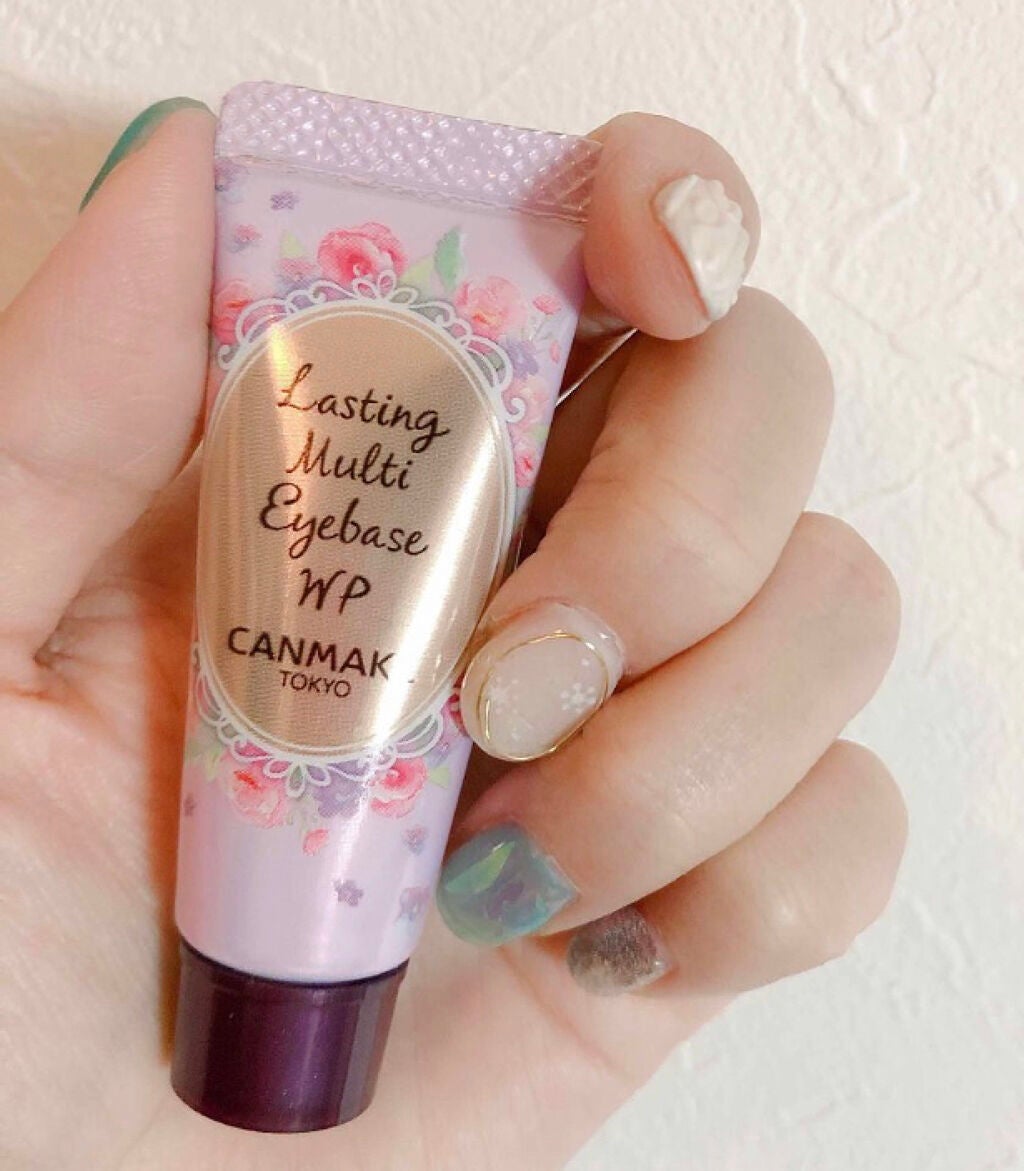 Lasting
Multi
Eyebase
WP
CANMAK
TOKYO